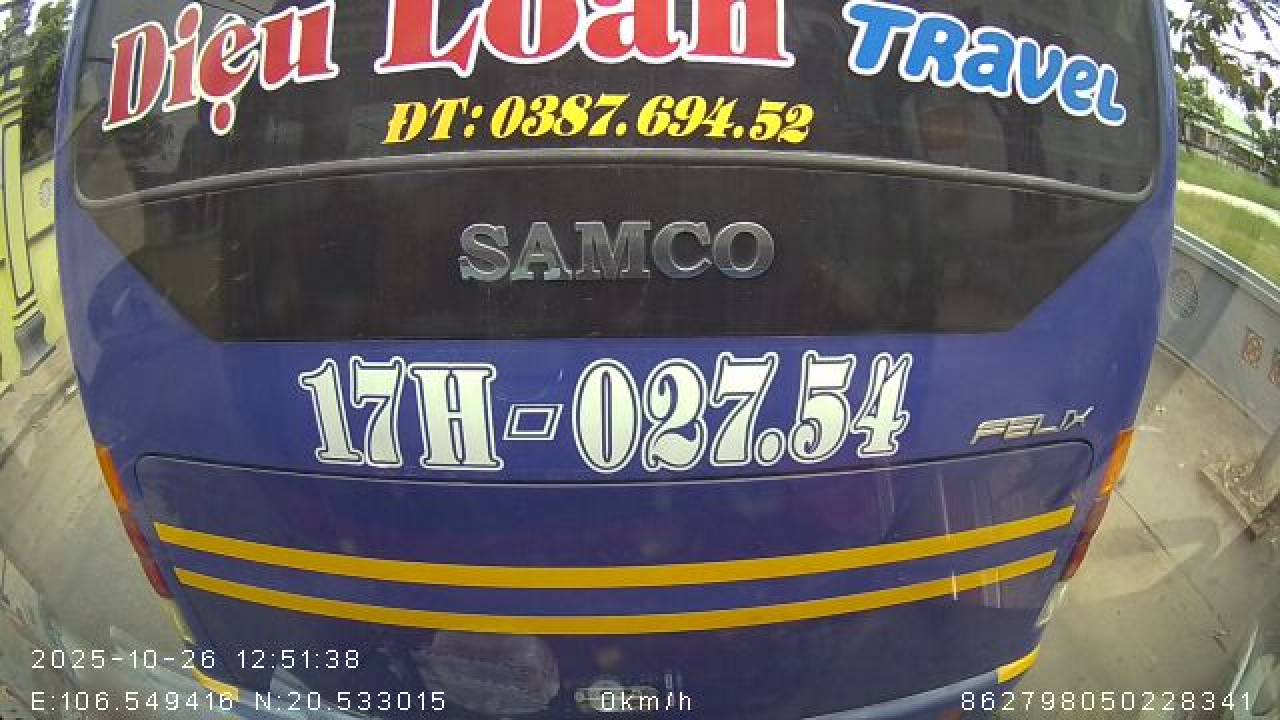 Diệu Loan TRavel
ĐT: 0387.694.52
SAMCO
17H-027.54
FELIX
2025-10-26 12:51:38
E:106.549416 N:20.533015 0km/h 862798050228341